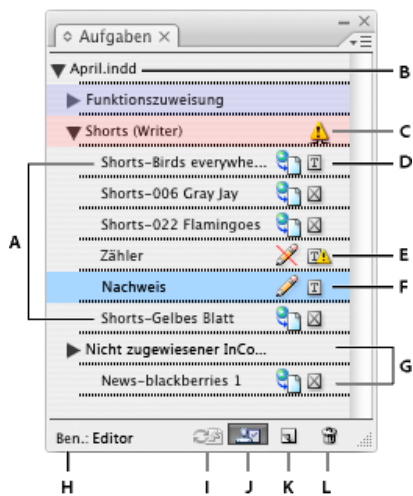 Aufgaben
April.indd
B
Funktionszuweisung
Shorts (Writer)
C
Shorts-Birds everywhe...
T
D
Shorts-006 Gray Jay
Shorts-022 Flamingoes
A
Zähler
T
E
Nachweis
T
F
Shorts-Gelbes Blatt
Nicht zugewiesener InCo...
G
News-blackberries 1
Ben.: Editor
H I J K L